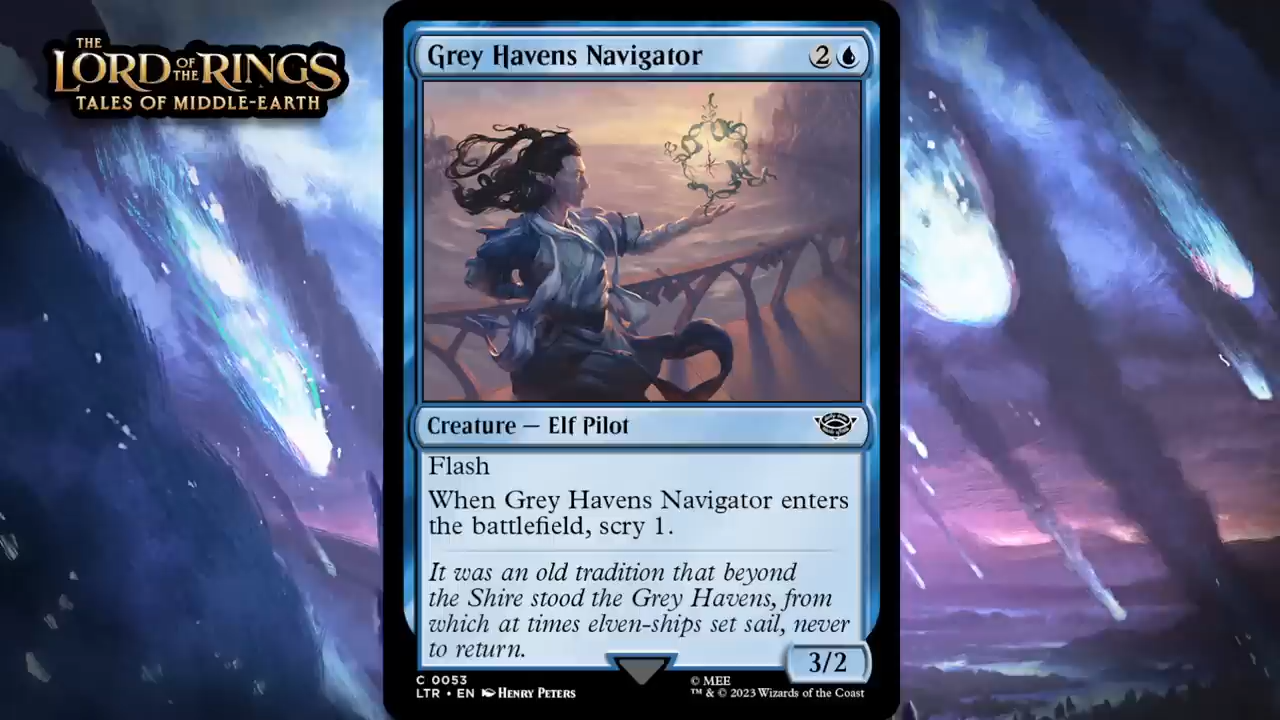 THE
LORD OF THE RINGS
TALES OF MIDDLE-EARTH
Grey Havens Navigator 2
Creature — Elf Pilot
Flash
When Grey Havens Navigator enters
the battlefield, scry 1.
It was an old tradition that beyond
the Shire stood the Grey Havens, from
which at times elven-ships set sail, never
to return.
3/2
C 0053
LTR • EN Henry Peters
© MEE
™ & © 2023 Wizards of the Coast